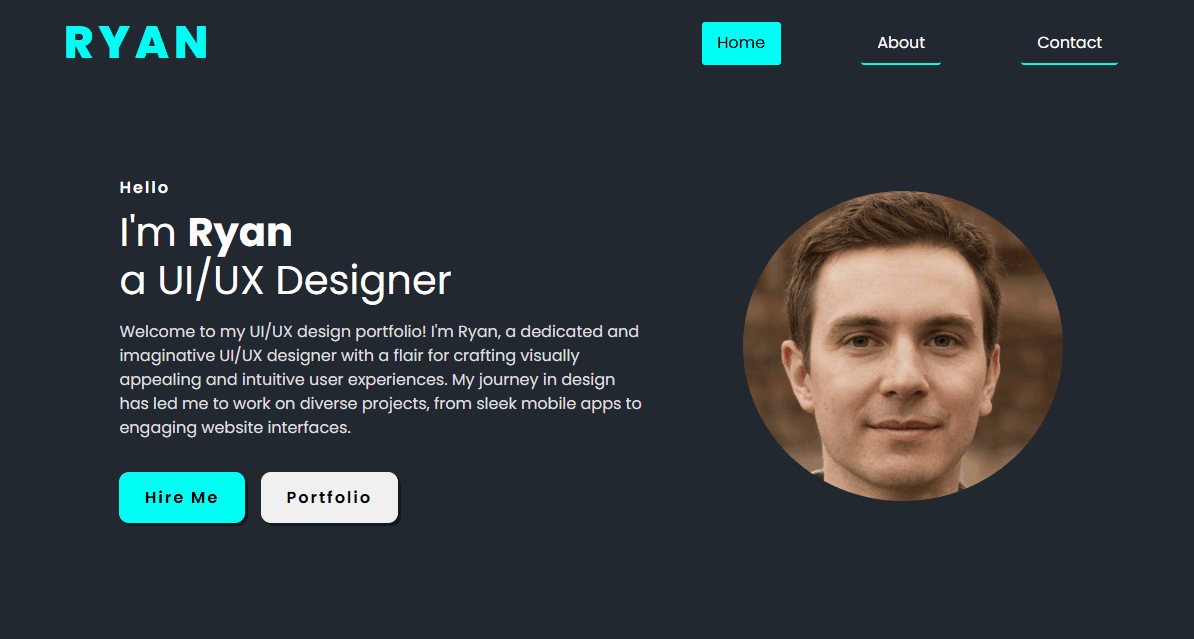 RYAN
Home
About
Contact
Hello
I'm Ryan
a UI/UX Designer
Welcome to my UI/UX design portfolio! I'm Ryan, a dedicated and
imaginative UI/UX designer with a flair for crafting visually
appealing and intuitive user experiences. My journey in design
has led me to work on diverse projects, from sleek mobile apps to
engaging website interfaces.
Hire Me
Portfolio